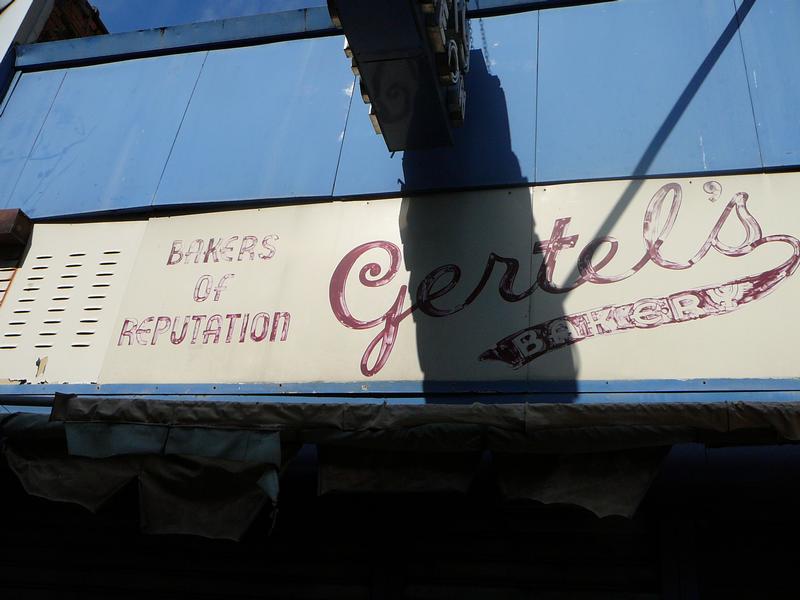 BAKERS
OF
REPUTATION
Gertel's
BAKERY